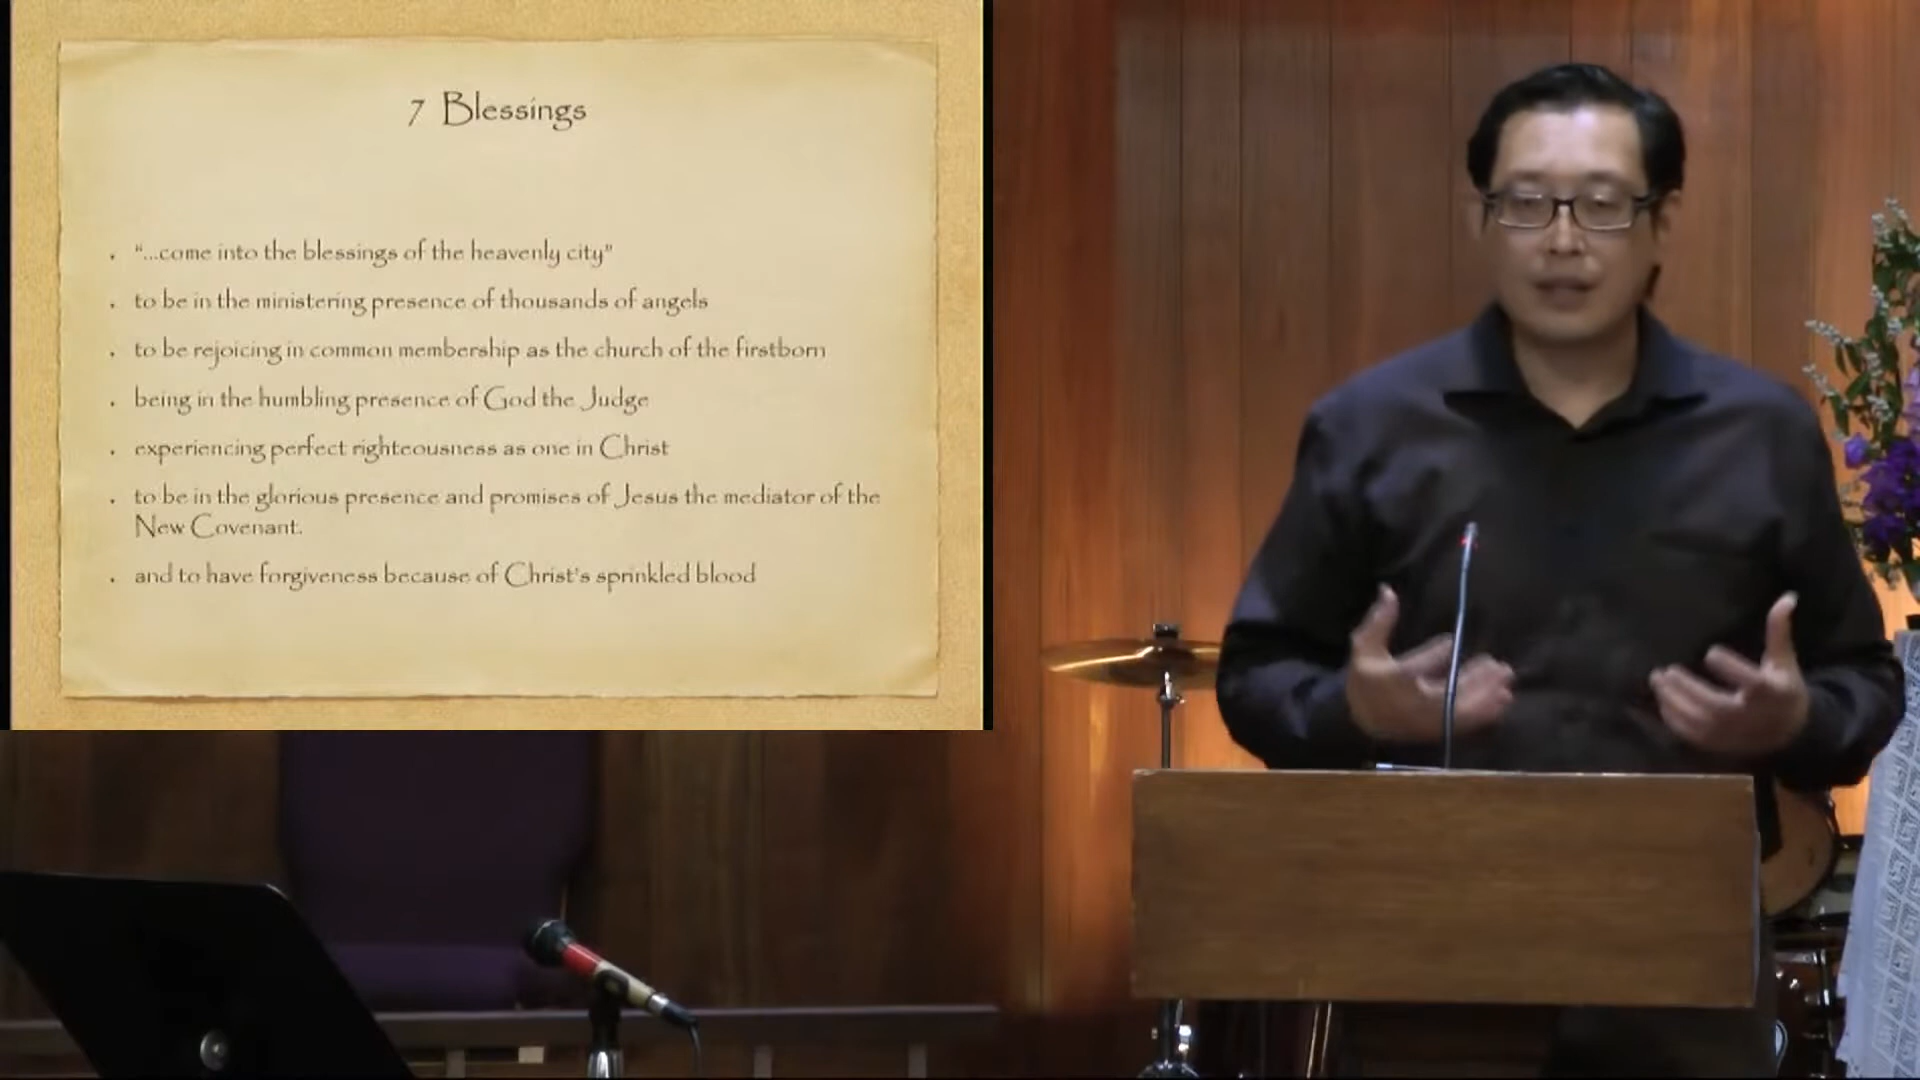 7 Blessings
"...come into the blessings of the heavenly city"
to be in the ministering presence of thousands of angels
to be rejoicing in common membership as the church of the firstborn
being in the humbling presence of God the Judge
experiencing perfect righteousness as one in Christ
to be in the glorious presence and promises of Jesus the mediator of the
New Covenant.
and to have forgiveness because of Christ's sprinkled blood